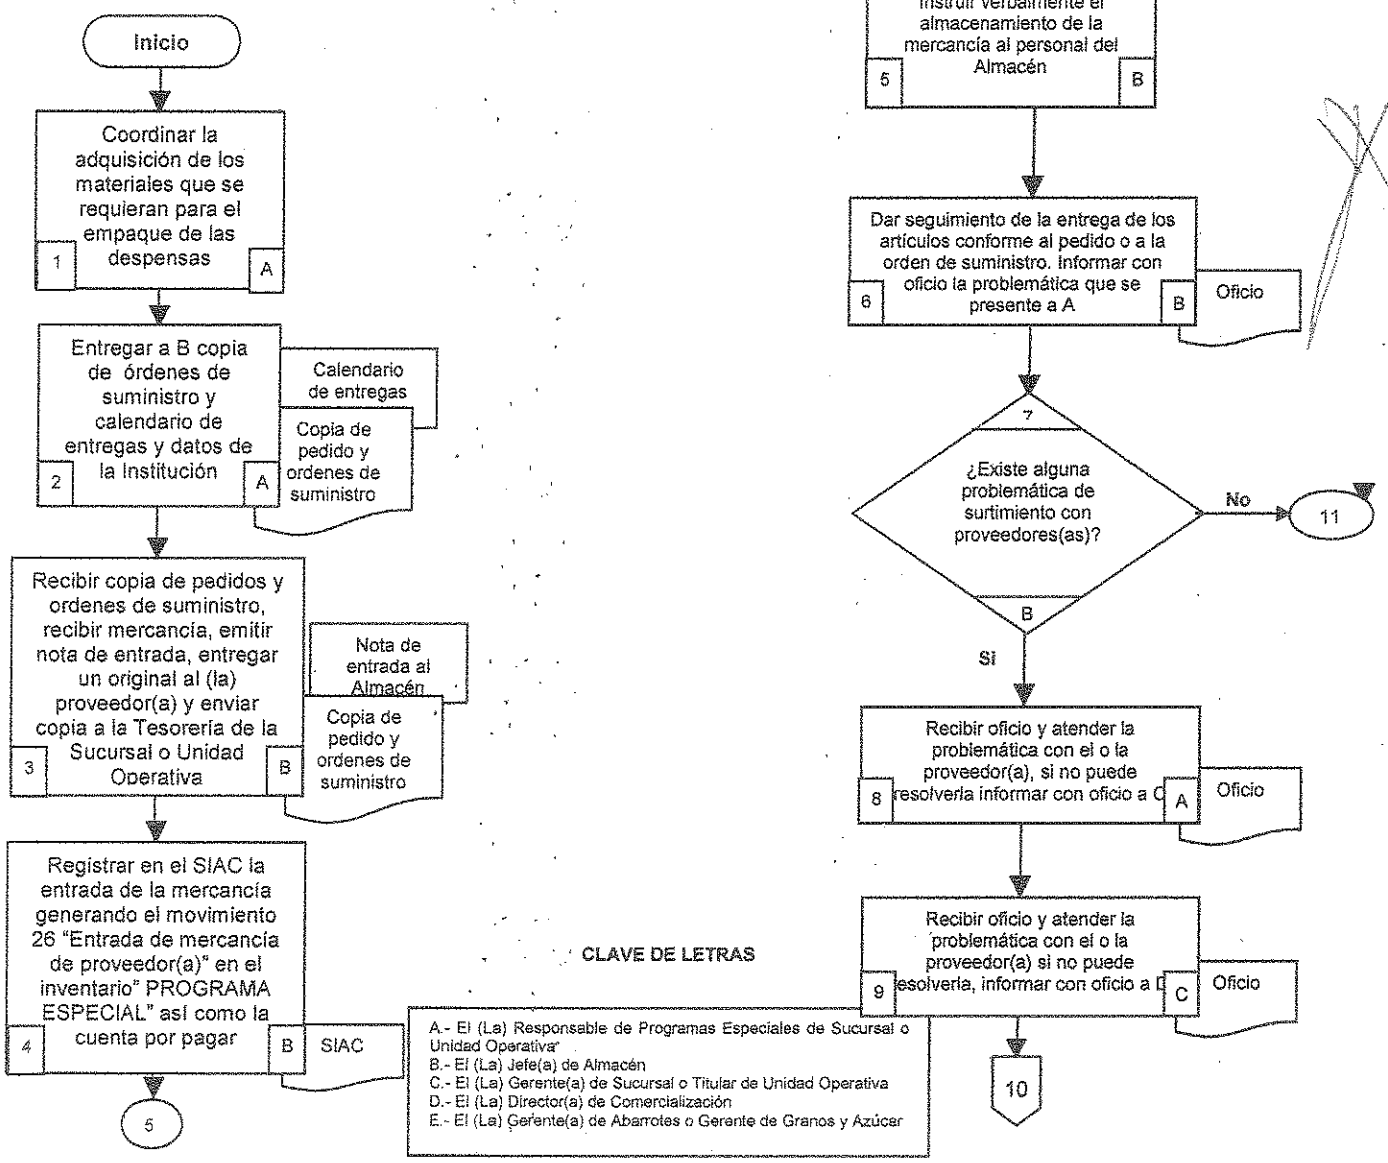 Inicio
Coordinar la
adquisición de los
materiales que se
requieran para el
empaque de las
despensas
1
A
Entregar a B copia
de órdenes de
suministro y
calendario de
entregas y datos de
la Institución
2
A
Calendario
de entregas
Copia de
pedido y
ordenes de
suministro
Recibir copia de pedidos y
ordenes de suministro,
recibir mercancía, emitir
nota de entrada, entregar
un original al (la)
proveedor(a) y enviar
copia a la Tesorería de la
Sucursal o Unidad
Operativa
3
B
Nota de
entrada al
Almacén
Copia de
pedido y
ordenes de
suministro
Registrar en el SIAC la
entrada de la mercancía
generando el movimiento
26 “Entrada de mercancía
de proveedor(a)” en el
inventario” PROGRAMA
ESPECIAL” así como la
cuenta por pagar
4
B
SIAC
5
CLAVE DE LETRAS
A.- El (La) Responsable de Programas Especiales de Sucursal o
Unidad Operativa
B.- El (La) Jefe(a) de Almacén
C.- El (La) Gerente(a) de Sucursal o Titular de Unidad Operativa
D.- El (La) Director(a) de Comercialización
E.- El (La) Gerente(a) de Abarrotes o Gerente de Granos y Azúcar
Instruir verbalmente el
almacenamiento de la
mercancía al personal del
Almacén
5
B
Dar seguimiento de la entrega de los
artículos conforme al pedido o a la
orden de suministro. Informar con
oficio la problemática que se
presente a A
6
B
Oficio
7
¿Existe alguna
problemática de
surtimiento con
proveedores(as)?
B
No
11
Si
Recibir oficio y atender la
problemática con el o la
proveedor(a), si no puede
resolverla informar con oficio a C
8
A
Oficio
Recibir oficio y atender la
problemática con el o la
proveedor(a) si no puede
resolverla, informar con oficio a D
9
C
Oficio
10